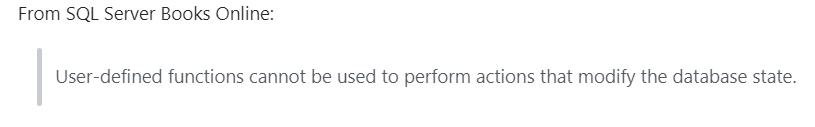 From SQL Server Books Online:
User-defined functions cannot be used to perform actions that modify the database state.